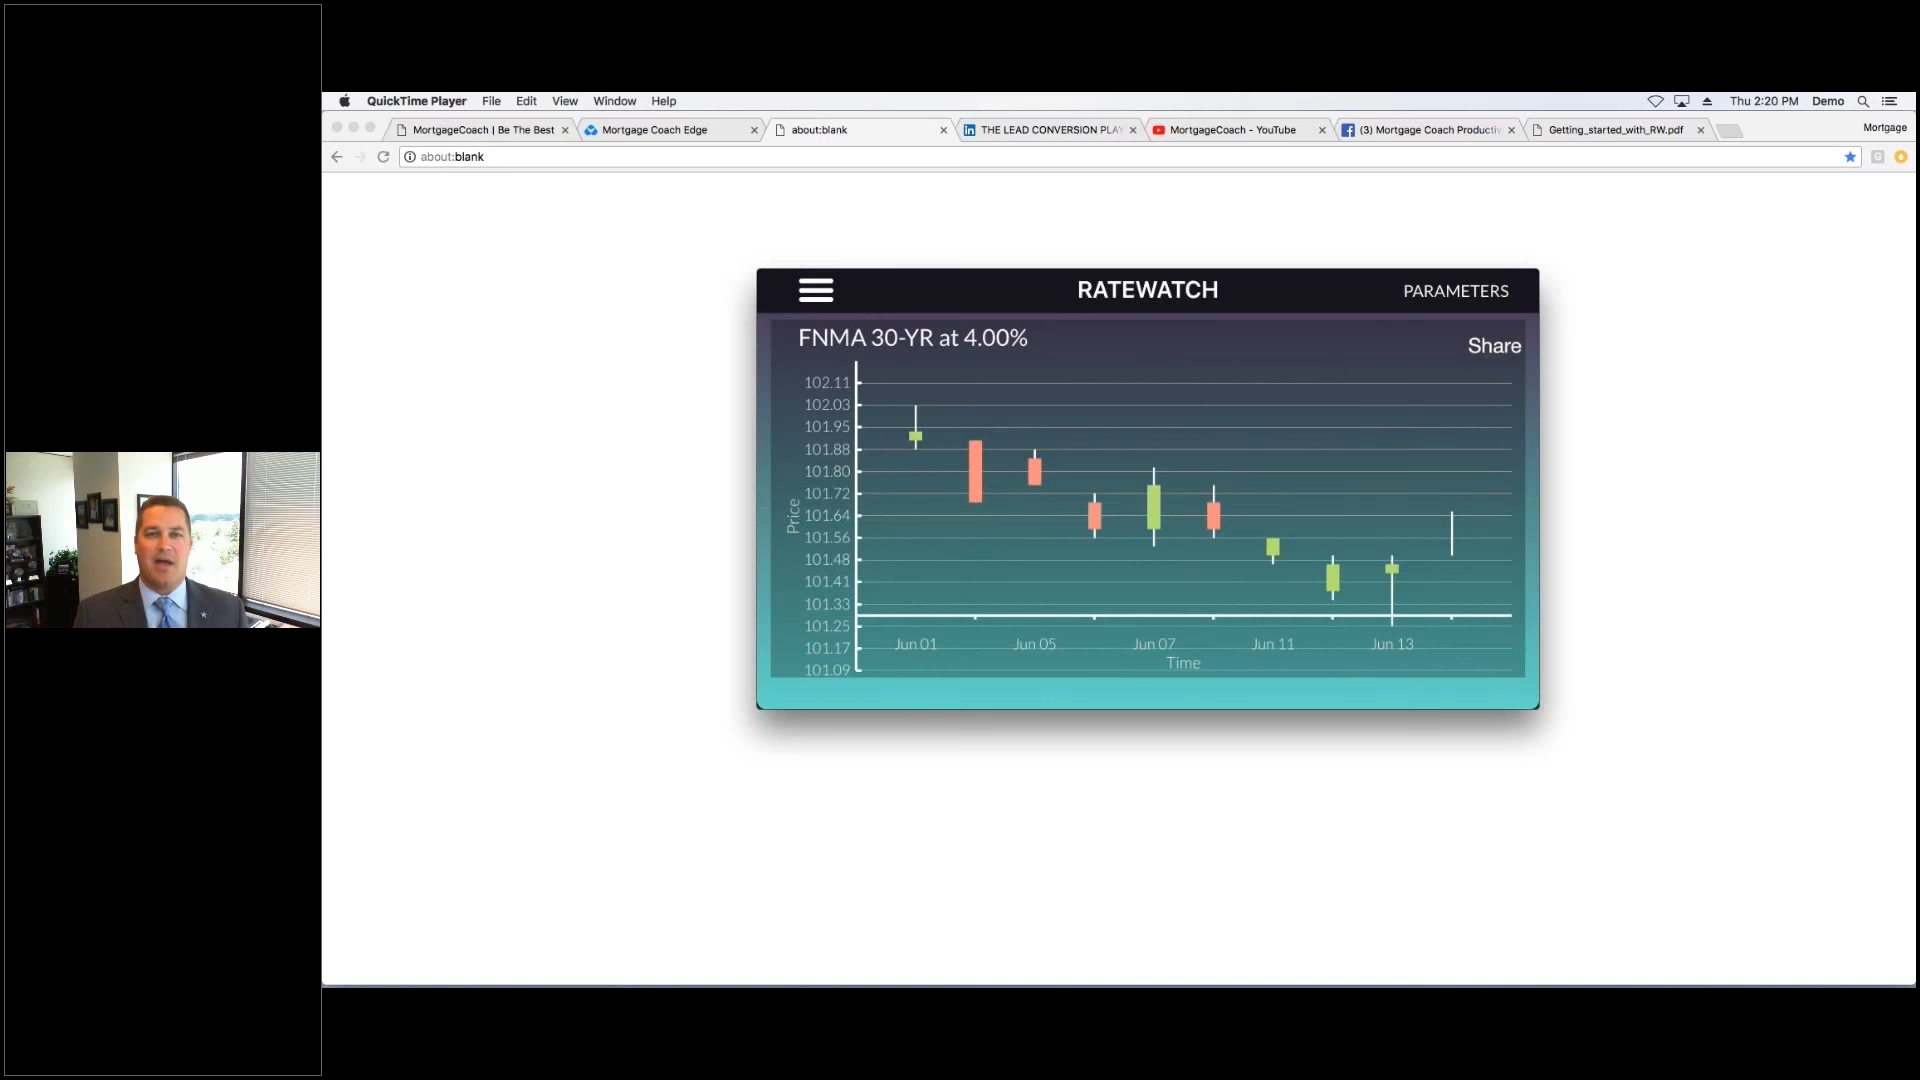 QuickTime Player File Edit View Window Help Thu 2:20 PM Demo
MortgageCoach | Be The Best Mortgage Coach Edge about:blank THE LEAD CONVERSION PLA MortgageCoach - YouTube (3) Mortgage Coach Productiv Getting_started_with_RW.pdf Mortgage
about:blank
RATEWATCH PARAMETERS
FNMA 30-YR at 4.00%
Share
102.11
102.03
101.95
101.88
101.80
101.72
101.64
101.56
101.48
101.41
101.33
101.25
101.17
101.09
Price
Jun 01 Jun 05 Jun 07 Jun 11 Jun 13
Time